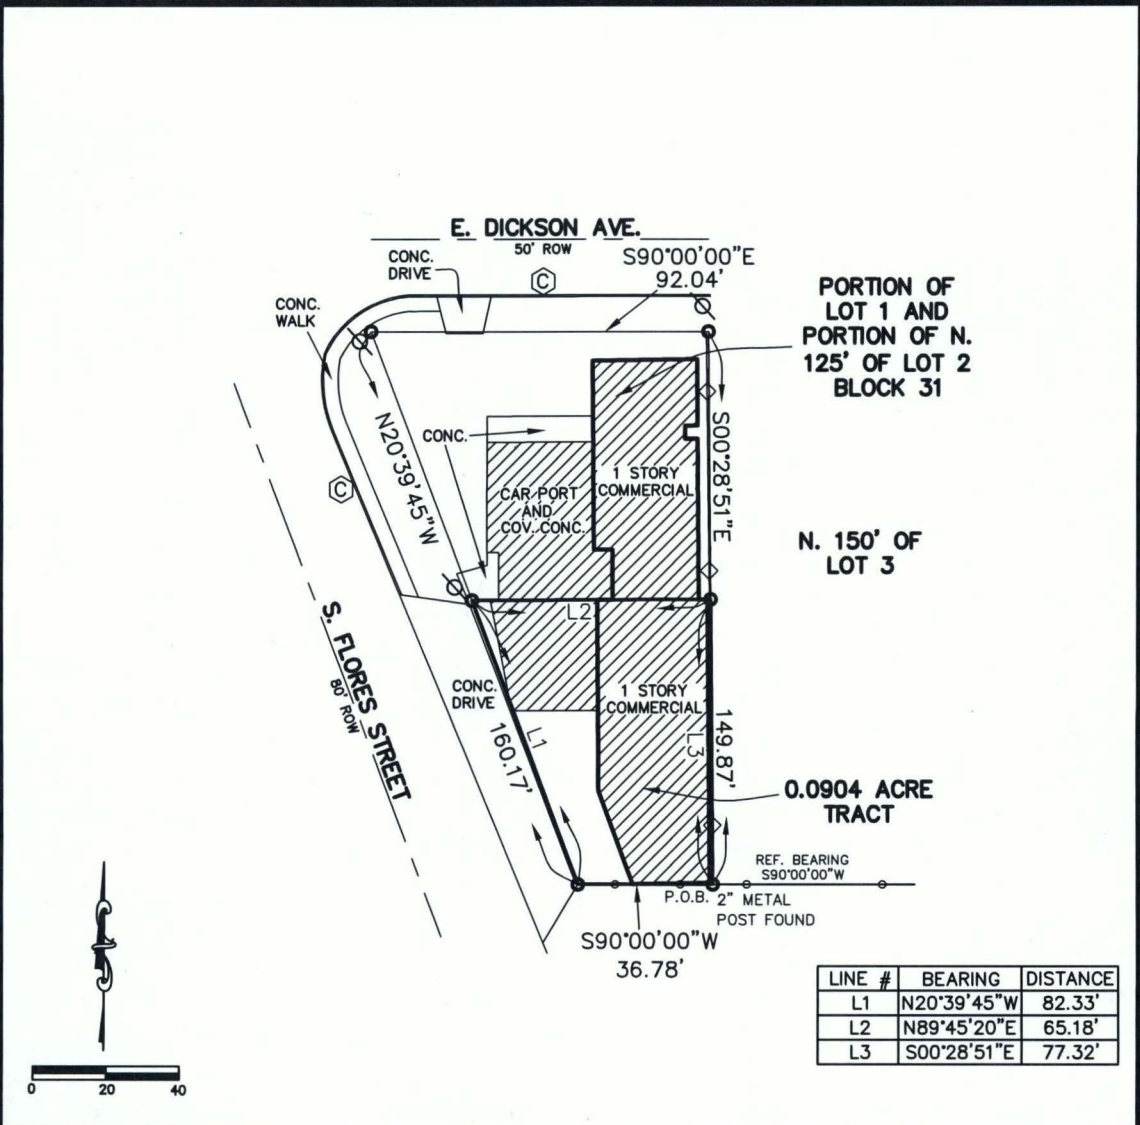 E. DICKSON AVE.
50' ROW
CONC.
DRIVE
C
S90°00'00"E
92.04'
CONC.
WALK
PORTION OF
LOT 1 AND
PORTION OF N.
125' OF LOT 2
BLOCK 31
N20°39'45"W
CONC.
C
1 STORY
COMMERCIAL
CAR PORT
AND
COV. CONC.
S00°28'51"E
N. 150' OF
LOT 3
L2
S. FLORES STREET
80' ROW
CONC.
DRIVE
1 STORY
COMMERCIAL
L1
160.17'
L3
149.87'
0.0904 ACRE
TRACT
REF. BEARING
S90°00'00"W
P.O.B. 2" METAL
POST FOUND
S90°00'00"W
36.78'
LINE # BEARING DISTANCE
L1 N20°39'45"W 82.33'
L2 N89°45'20"E 65.18'
L3 S00°28'51"E 77.32'
0 20 40